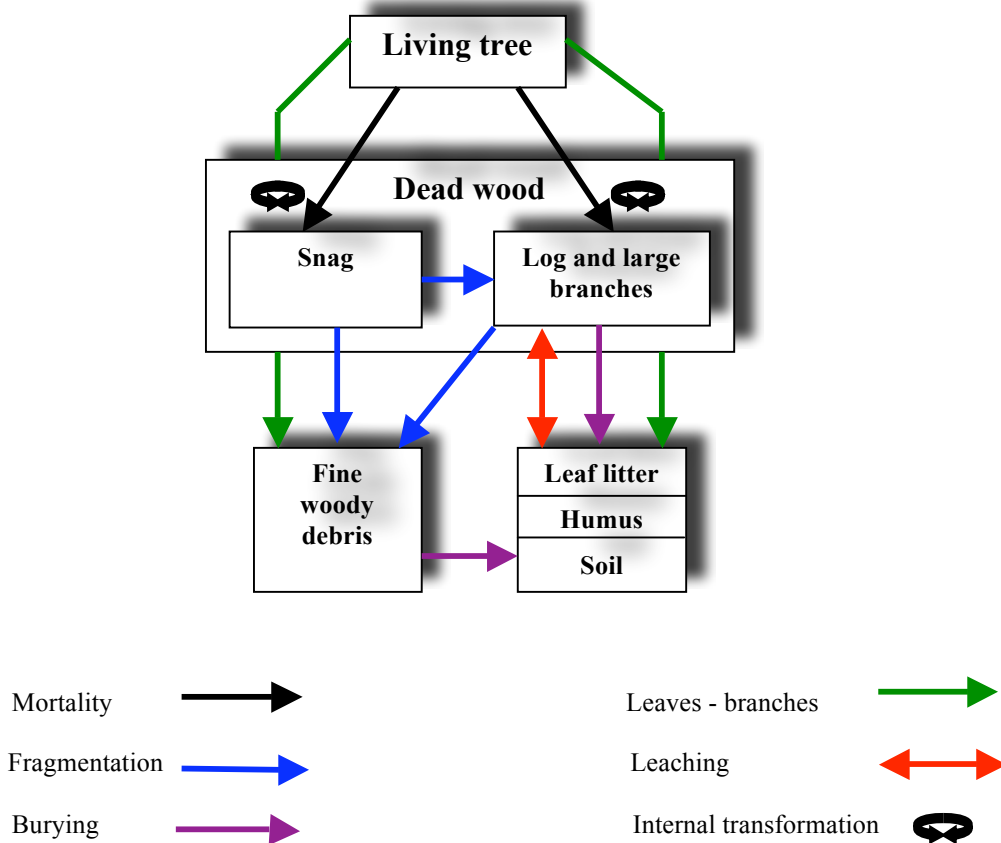 Living tree
Dead wood
Snag
Log and large
branches
Fine
woody
debris
Leaf litter
Humus
Soil
Mortality
Leaves - branches
Fragmentation
Leaching
Burying
Internal transformation